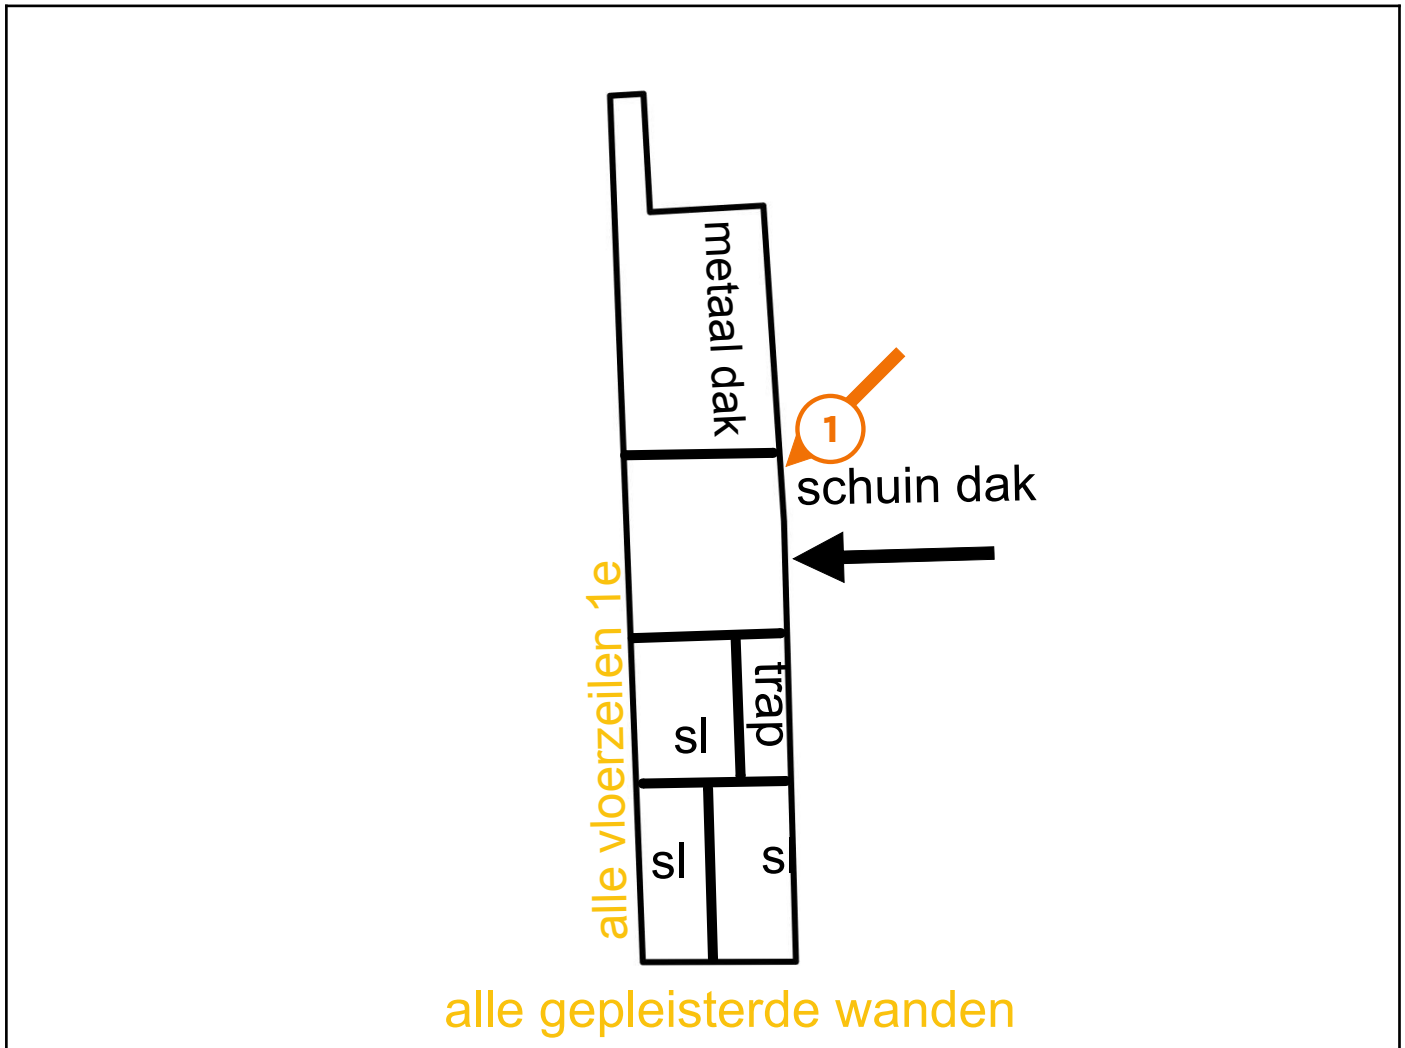 metaal dak
1
schuin dak
alle vloerzeilen 1e
trap
sl
sl
sl
alle gepleisterde wanden